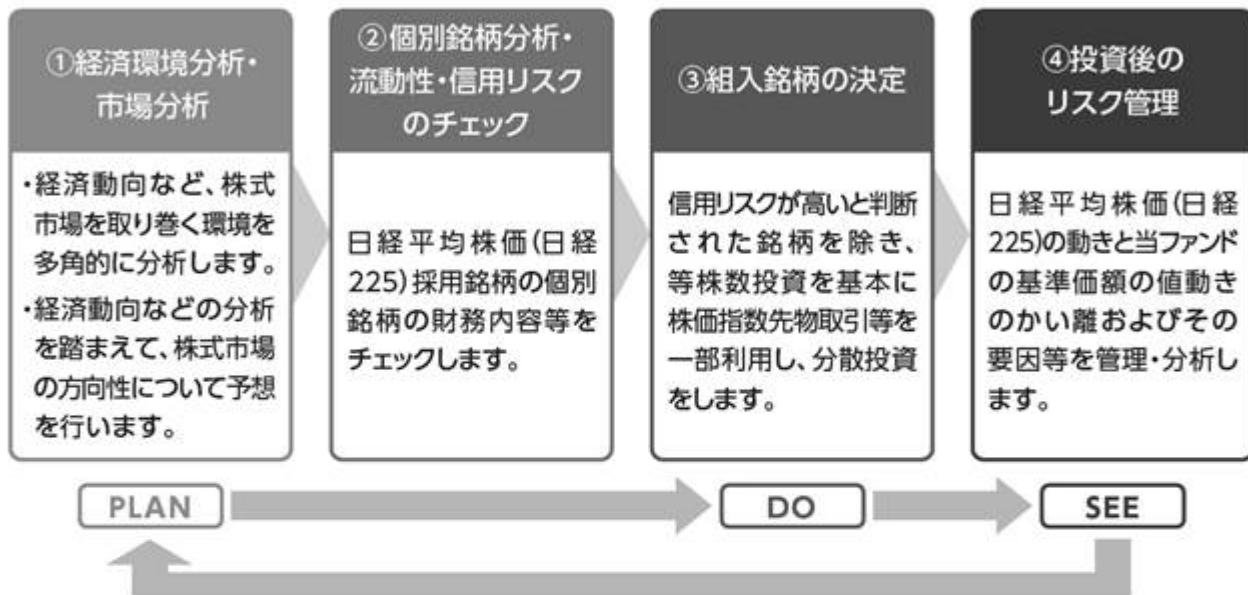 ①経済環境分析・
市場分析
・経済動向など、株式
市場を取り巻く環境を
多角的に分析します。
・経済動向などの分析
を踏まえて、株式市場
の方向性について予想
を行います。
②個別銘柄分析・
流動性・信用リスク
のチェック
日経平均株価(日経
225)採用銘柄の個別
銘柄の財務内容等を
チェックします。
③組入銘柄の決定
信用リスクが高いと判断
された銘柄を除き、
等株数投資を基本に
株価指数先物取引等を
一部利用し、分散投資
をします。
④投資後の
リスク管理
日経平均株価(日経
225)の動きと当ファンド
の基準価額の値動き
のかい離およびその
要因等を管理・分析し
ます。
PLAN
DO
SEE